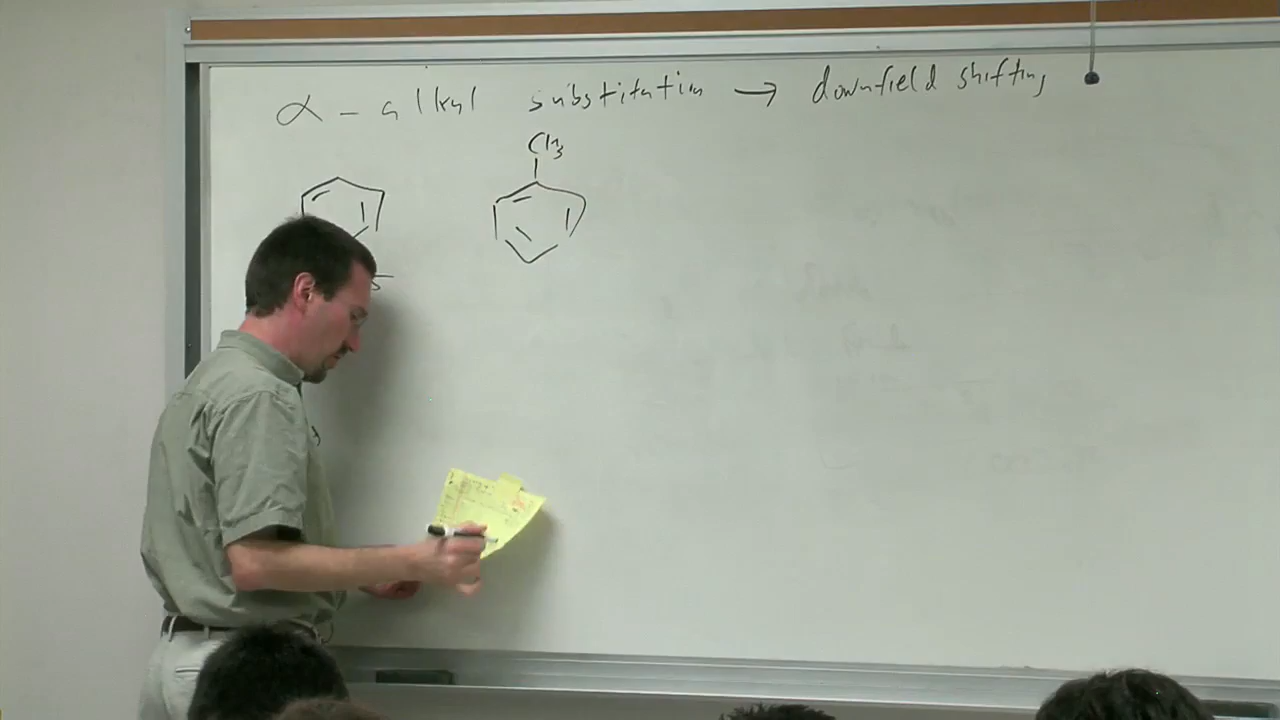 α - alkyl substitution → downfield shifting
CH3